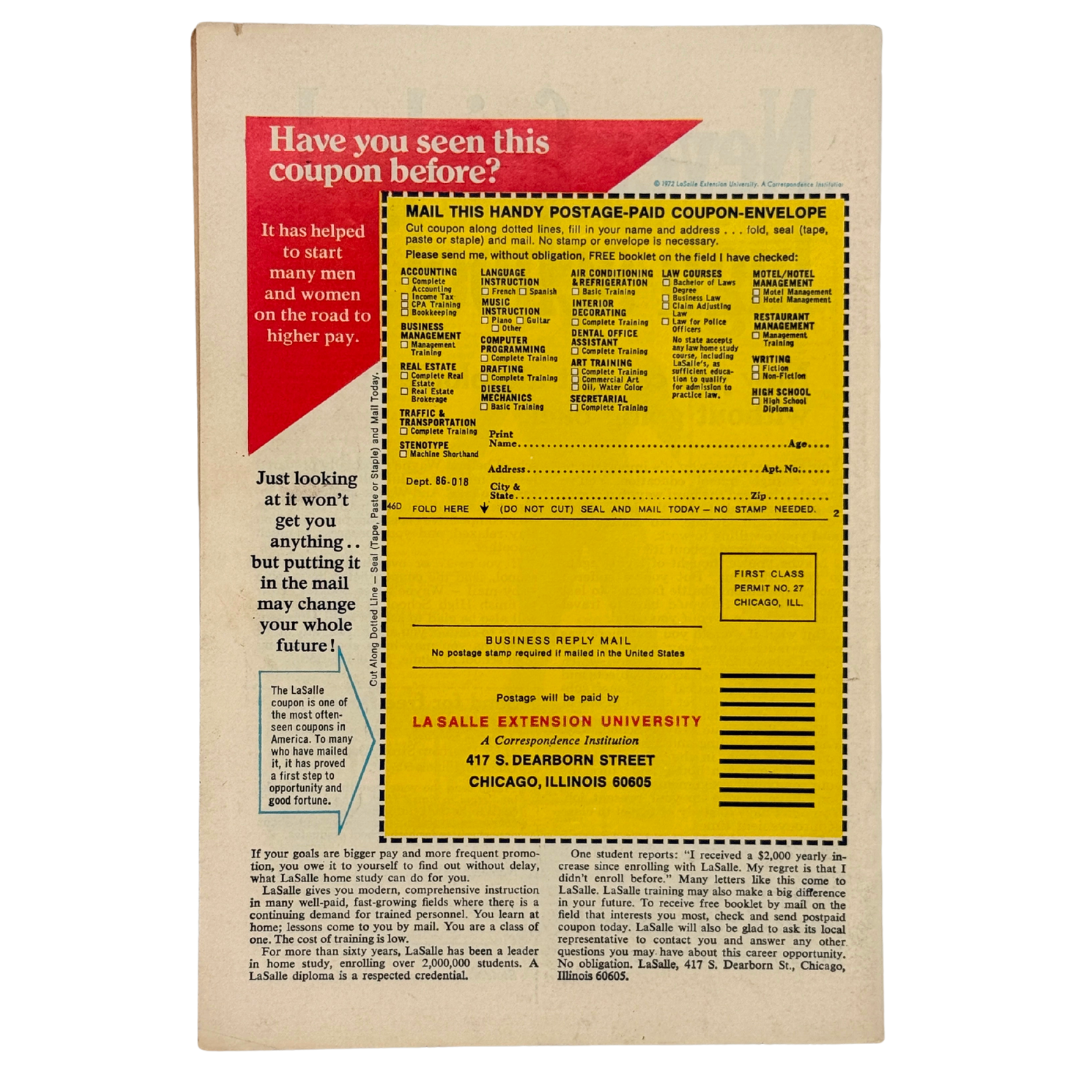 Have you seen this
coupon before?
© 1972 LaSalle Extension University, A Correspondence Institution
It has helped
to start
many men
and women
on the road to
higher pay.
Just looking
at it won't
get you
anything . .
but putting it
in the mail
may change
your whole
future!
The LaSalle
coupon is one of
the most often-
seen coupons in
America. To many
who have mailed
it, it has proved
a first step to
opportunity and
good fortune.
Cut Along Dotted Line — Seal (Tape, Paste or Staple) and Mail Today.
MAIL THIS HANDY POSTAGE-PAID COUPON-ENVELOPE
Cut coupon along dotted lines, fill in your name and address . . . fold, seal (tape,
paste or staple) and mail. No stamp or envelope is necessary.
Please send me, without obligation, FREE booklet on the field I have checked:
ACCOUNTING
☐ Complete
Accounting
☐ Income Tax
☐ CPA Training
☐ Bookkeeping
BUSINESS
MANAGEMENT
☐ Management
Training
REAL ESTATE
☐ Complete Real
Estate
☐ Real Estate
Brokerage
TRAFFIC &
TRANSPORTATION
☐ Complete Training
STENOTYPE
☐ Machine Shorthand
LANGUAGE
INSTRUCTION
☐ French ☐ Spanish
MUSIC
INSTRUCTION
☐ Piano ☐ Guitar
☐ Other
COMPUTER
PROGRAMMING
☐ Complete Training
DRAFTING
☐ Complete Training
DIESEL
MECHANICS
☐ Basic Training
AIR CONDITIONING
& REFRIGERATION
☐ Basic Training
INTERIOR
DECORATING
☐ Complete Training
DENTAL OFFICE
ASSISTANT
☐ Complete Training
ART TRAINING
☐ Complete Training
☐ Commercial Art
☐ Oil, Water Color
SECRETARIAL
☐ Complete Training
LAW COURSES
☐ Bachelor of Laws
Degree
☐ Business Law
☐ Claim Adjusting
Law
☐ Law for Police
Officers
No state accepts
any law home study
course, including
LaSalle's, as
sufficient educa-
tion to qualify
for admission to
practice law.
MOTEL/HOTEL
MANAGEMENT
☐ Motel Management
☐ Hotel Management
RESTAURANT
MANAGEMENT
☐ Management
Training
WRITING
☐ Fiction
☐ Non-Fiction
HIGH SCHOOL
☐ High School
Diploma
Print
Name.......................................................Age....
Address...............................................Apt. No......
Dept. 86-018
City &
State..................................................Zip..........
46D FOLD HERE ↓ (DO NOT CUT) SEAL AND MAIL TODAY — NO STAMP NEEDED. 2
FIRST CLASS
PERMIT NO. 27
CHICAGO, ILL.
BUSINESS REPLY MAIL
No postage stamp required if mailed in the United States
Postage will be paid by
LA SALLE EXTENSION UNIVERSITY
A Correspondence Institution
417 S. DEARBORN STREET
CHICAGO, ILLINOIS 60605
If your goals are bigger pay and more frequent promo-
tion, you owe it to yourself to find out without delay,
what LaSalle home study can do for you.
LaSalle gives you modern, comprehensive instruction
in many well-paid, fast-growing fields where there is a
continuing demand for trained personnel. You learn at
home; lessons come to you by mail. You are a class of
one. The cost of training is low.
For more than sixty years, LaSalle has been a leader
in home study, enrolling over 2,000,000 students. A
LaSalle diploma is a respected credential.
One student reports: "I received a $2,000 yearly in-
crease since enrolling with LaSalle. My regret is that I
didn't enroll before." Many letters like this come to
LaSalle. LaSalle training may also make a big difference
in your future. To receive free booklet by mail on the
field that interests you most, check and send postpaid
coupon today. LaSalle will also be glad to ask its local
representative to contact you and answer any other
questions you may have about this career opportunity.
No obligation. LaSalle, 417 S. Dearborn St., Chicago,
Illinois 60605.